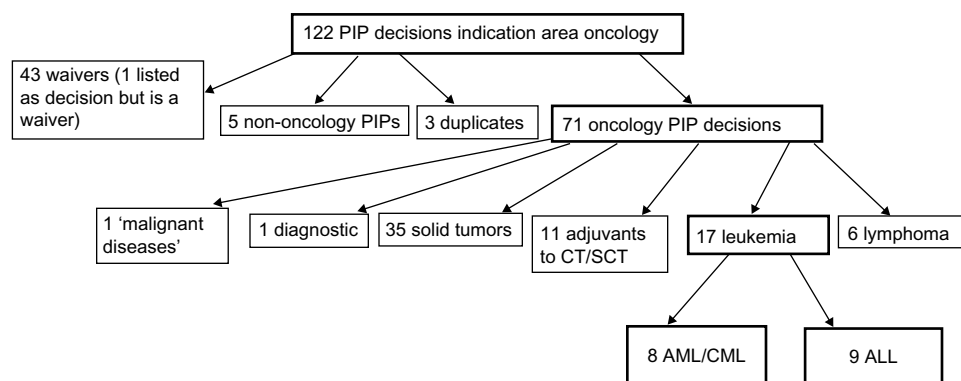 122 PIP decisions indication area oncology
43 waivers (1 listed
as decision but is a
waiver)
5 non-oncology PIPs
3 duplicates
71 oncology PIP decisions
1 ‘malignant
diseases’
1 diagnostic
35 solid tumors
11 adjuvants
to CT/SCT
17 leukemia
6 lymphoma
8 AML/CML
9 ALL